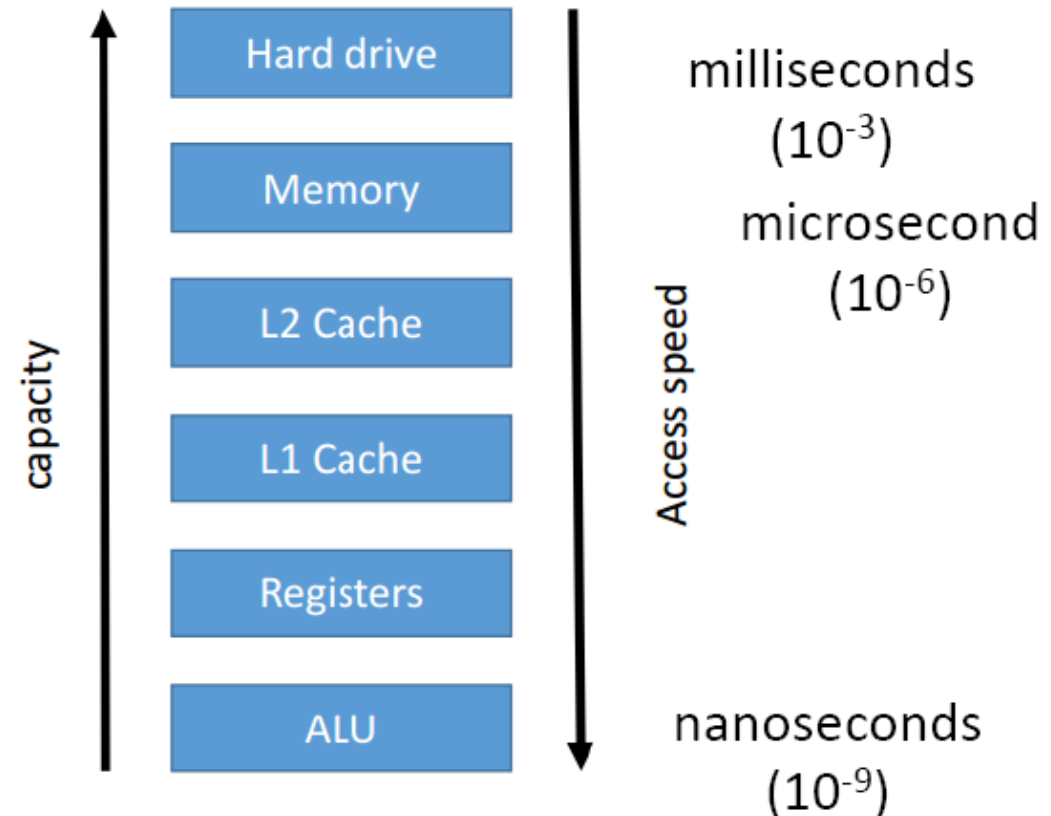 Hard drive
Memory
L2 Cache
L1 Cache
Registers
ALU
capacity
Access speed
milliseconds
(10⁻³)
microsecond
(10⁻⁶)
nanoseconds
(10⁻⁹)